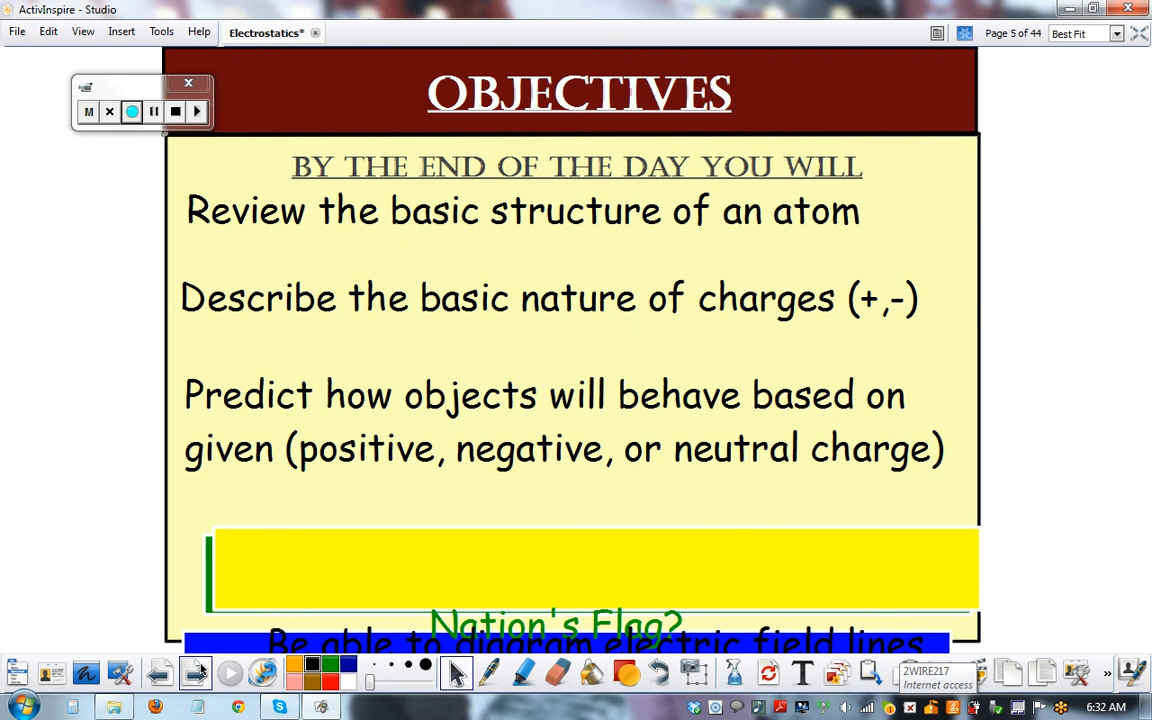 ActivInspire - Studio
File Edit View Insert Tools Help Electrostatics* Page 5 of 44 Best Fit
M
OBJECTIVES
BY THE END OF THE DAY YOU WILL
Review the basic structure of an atom
Describe the basic nature of charges (+,-)
Predict how objects will behave based on
given (positive, negative, or neutral charge)
Nation's Flag?
Be able to diagram electric field lines
2WIRE217
Internet access
6:32 AM